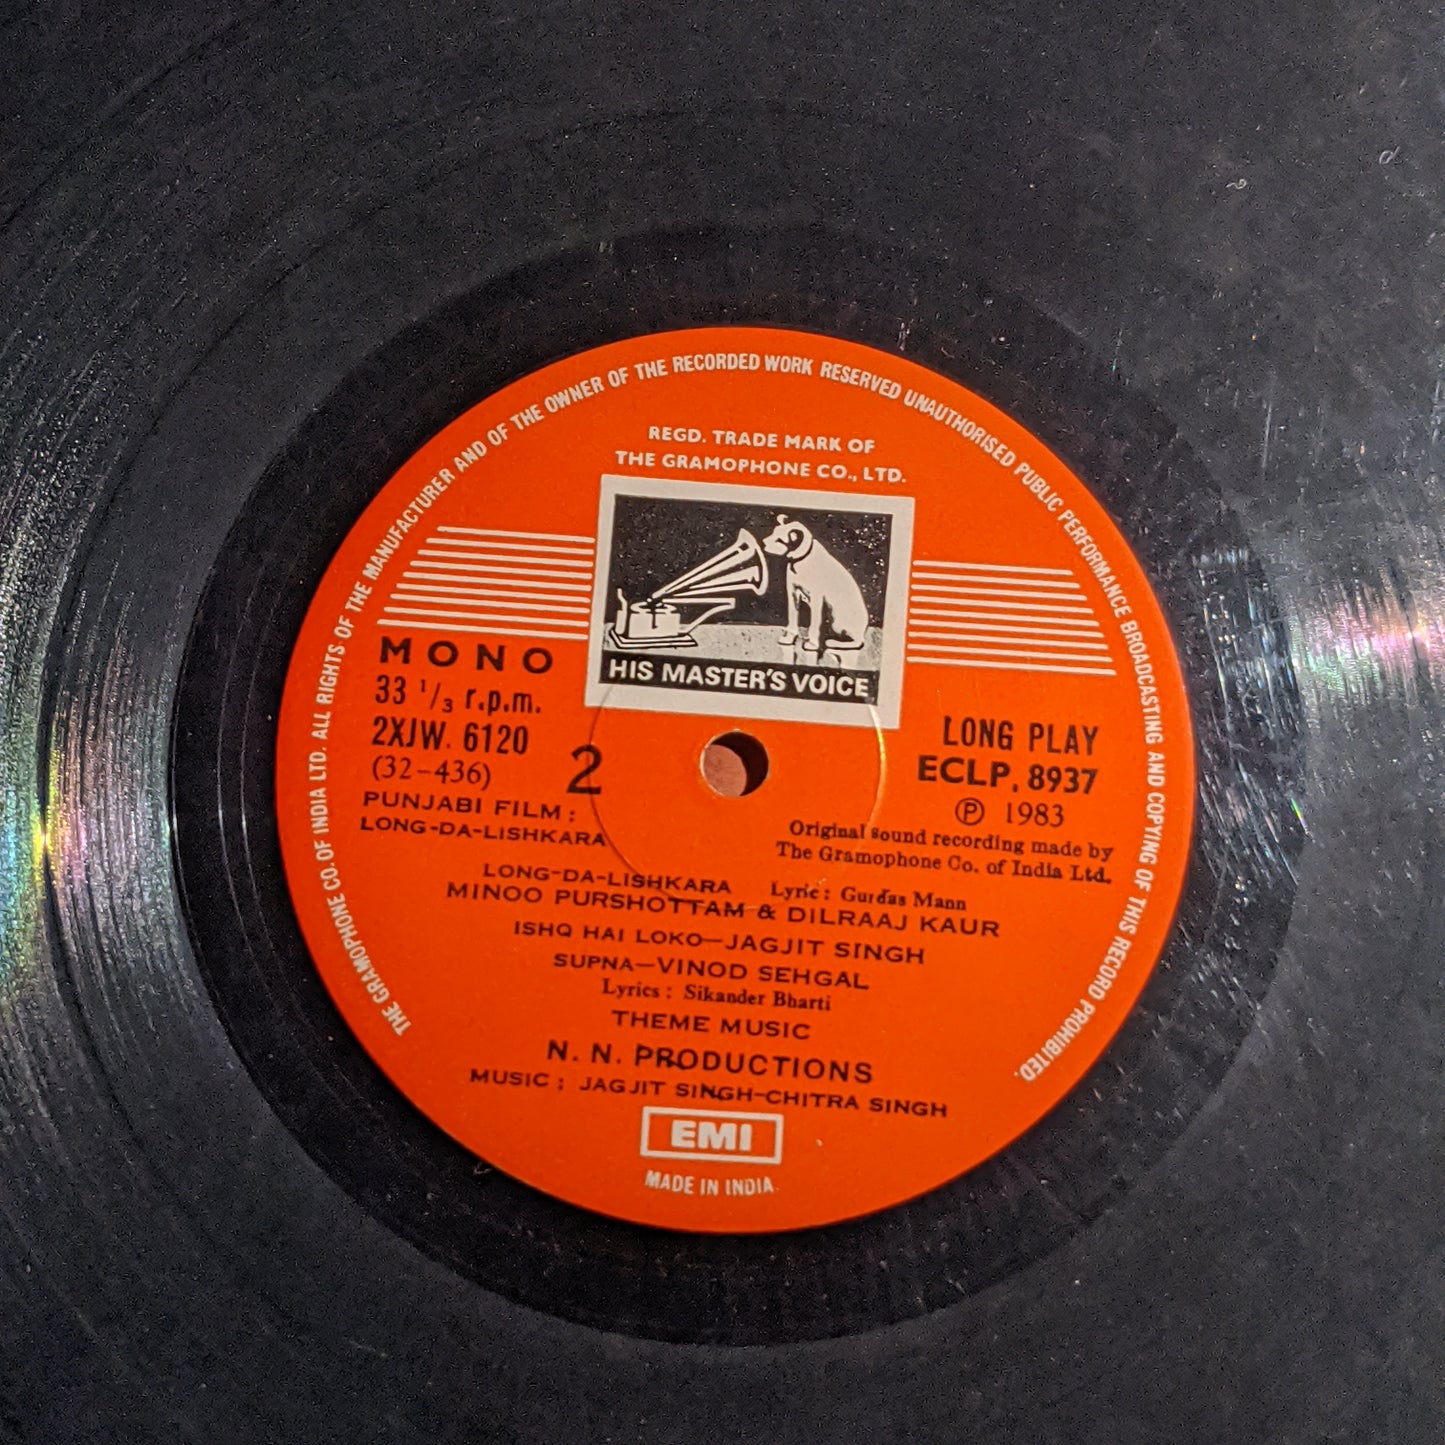 THE GRAMOPHONE CO. OF INDIA LTD. ALL RIGHTS OF THE MANUFACTURER AND OF THE OWNER OF THE RECORDED WORK RESERVED UNAUTHORISED PUBLIC PERFORMANCE BROADCASTING AND COPYING OF THIS RECORD PROHIBITED.
REGD. TRADE MARK OF
THE GRAMOPHONE CO., LTD.
HIS MASTER'S VOICE
MONO
33 1/3 r.p.m.
2XJW. 6120
(32-436)
2
LONG PLAY
ECLP. 8937
℗ 1983
Original sound recording made by
The Gramophone Co. of India Ltd.
PUNJABI FILM :
LONG-DA-LISHKARA
LONG-DA-LISHKARA Lyric : Gurdas Mann
MINOO PURSHOTTAM & DILRAAJ KAUR
ISHQ HAI LOKO—JAGJIT SINGH
SUPNA—VINOD SEHGAL
Lyrics : Sikander Bharti
THEME MUSIC
N. N. PRODUCTIONS
MUSIC : JAGJIT SINGH-CHITRA SINGH
EMI
MADE IN INDIA